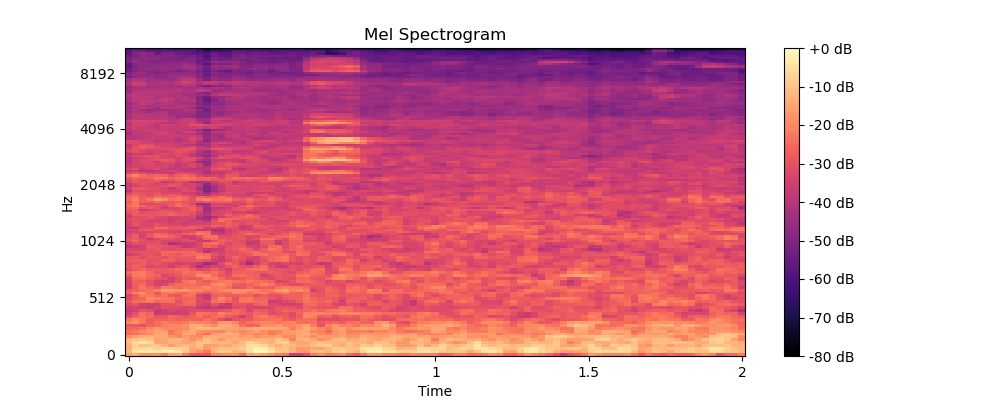 Mel Spectrogram
8192
4096
2048
1024
512
0
Hz
0
0.5
1
1.5
2
Time
+0 dB
-10 dB
-20 dB
-30 dB
-40 dB
-50 dB
-60 dB
-70 dB
-80 dB